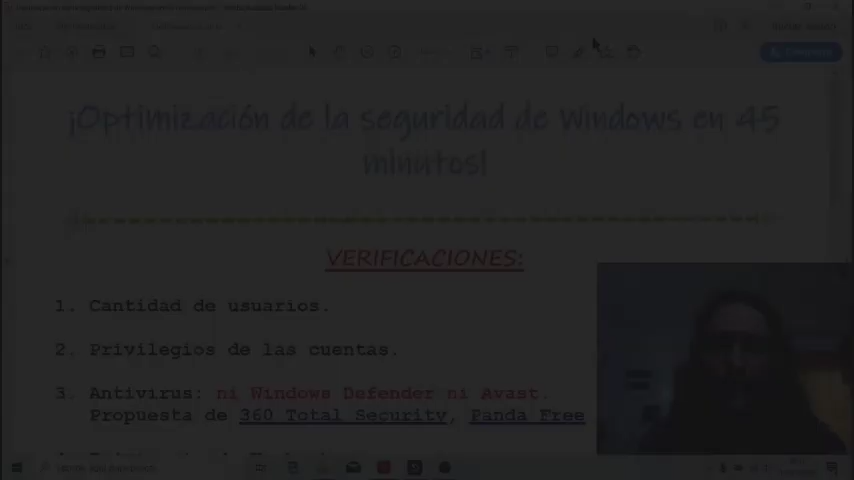 ¡Optimización de la seguridad de Windows en 45
minutos!
VERIFICACIONES:
1. Cantidad de usuarios.
2. Privilegios de las cuentas.
3. Antivirus: ni Windows Defender ni Avast.
Propuesta de 360 Total Security, Panda Free